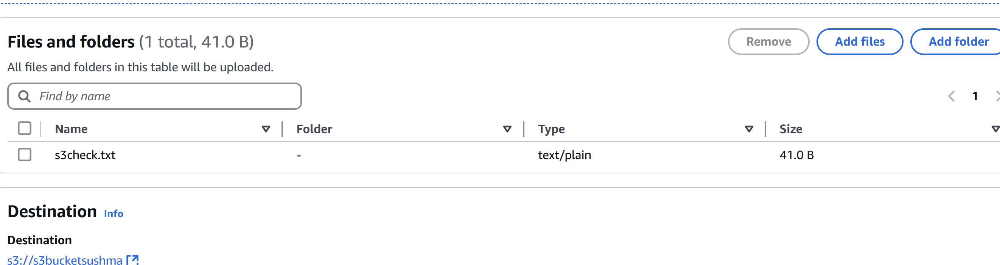 Files and folders (1 total, 41.0 B)
Remove
Add files
Add folder
All files and folders in this table will be uploaded.
Find by name
1
Name
Folder
Type
Size
s3check.txt
-
text/plain
41.0 B
Destination Info
Destination
s3://s3bucketsushma